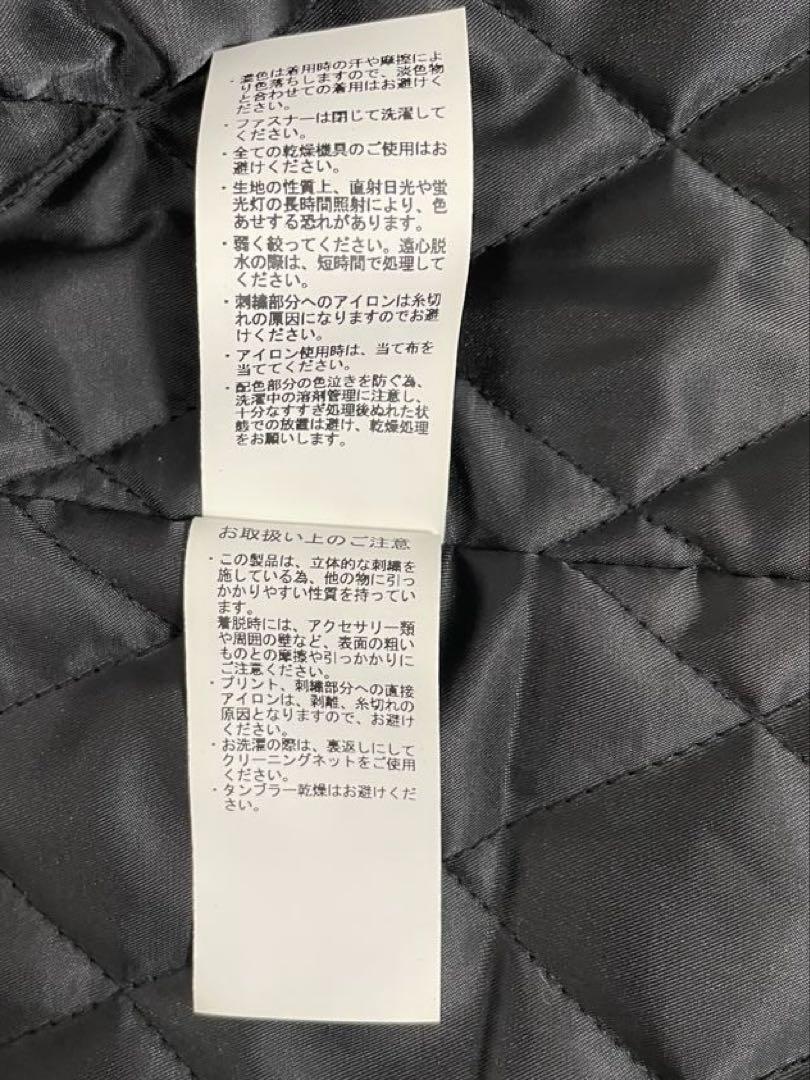 ・濃色は着用時の汗や摩擦によ
り色落ちしますので、淡色物
と合わせての着用はお避けく
ださい。
・ファスナーは閉じて洗濯して
ください。
・全ての乾燥機具のご使用はお
避けください。
・生地の性質上、直射日光や蛍
光灯の長時間照射により、色
あせする恐れがあります。
・弱く絞ってください。遠心脱
水の際は、短時間で処理して
ください。
・刺繍部分へのアイロンは糸切
れの原因になりますのでお避
けください。
・アイロン使用時は、当て布を
当ててください。
・配色部分の色泣きを防ぐ為、
洗濯中の溶剤管理に注意し、
十分なすすぎ処理後ぬれた状
態での放置は避け、乾燥処理
をお願いします。
お取扱い上のご注意
・この製品は、立体的な刺繍を
施している為、他の物に引っ
かかりやすい性質を持ってい
ます。
着脱時には、アクセサリー類
や周囲の壁など、表面の粗い
ものとの摩擦や引っかかりに
ご注意ください。
・プリント、刺繍部分への直接
アイロンは、剥離、糸切れの
原因となりますので、お避け
ください。
・お洗濯の際は、裏返しにして
クリーニングネットをご使用
ください。
・タンブラー乾燥はお避けくだ
さい。